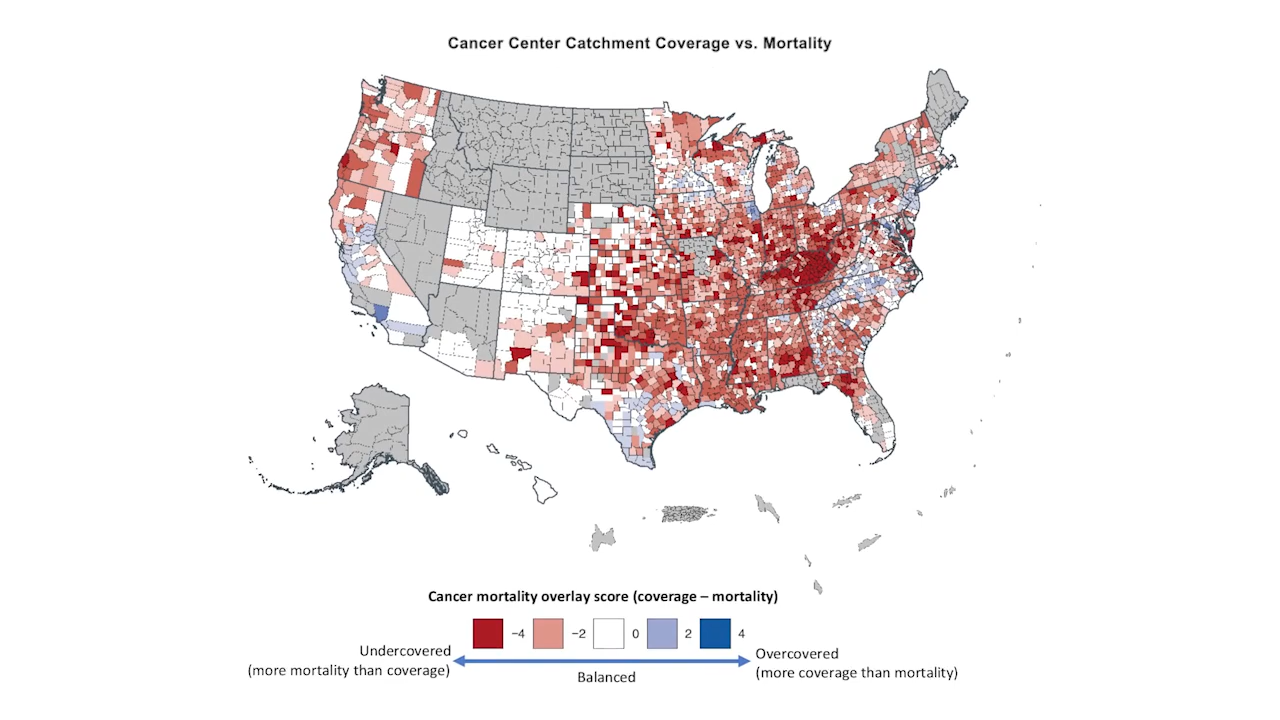 Cancer Center Catchment Coverage vs. Mortality
Cancer mortality overlay score (coverage – mortality)
−4 −2 0 2 4
Undercovered
(more mortality than coverage)
Balanced
Overcovered
(more coverage than mortality)